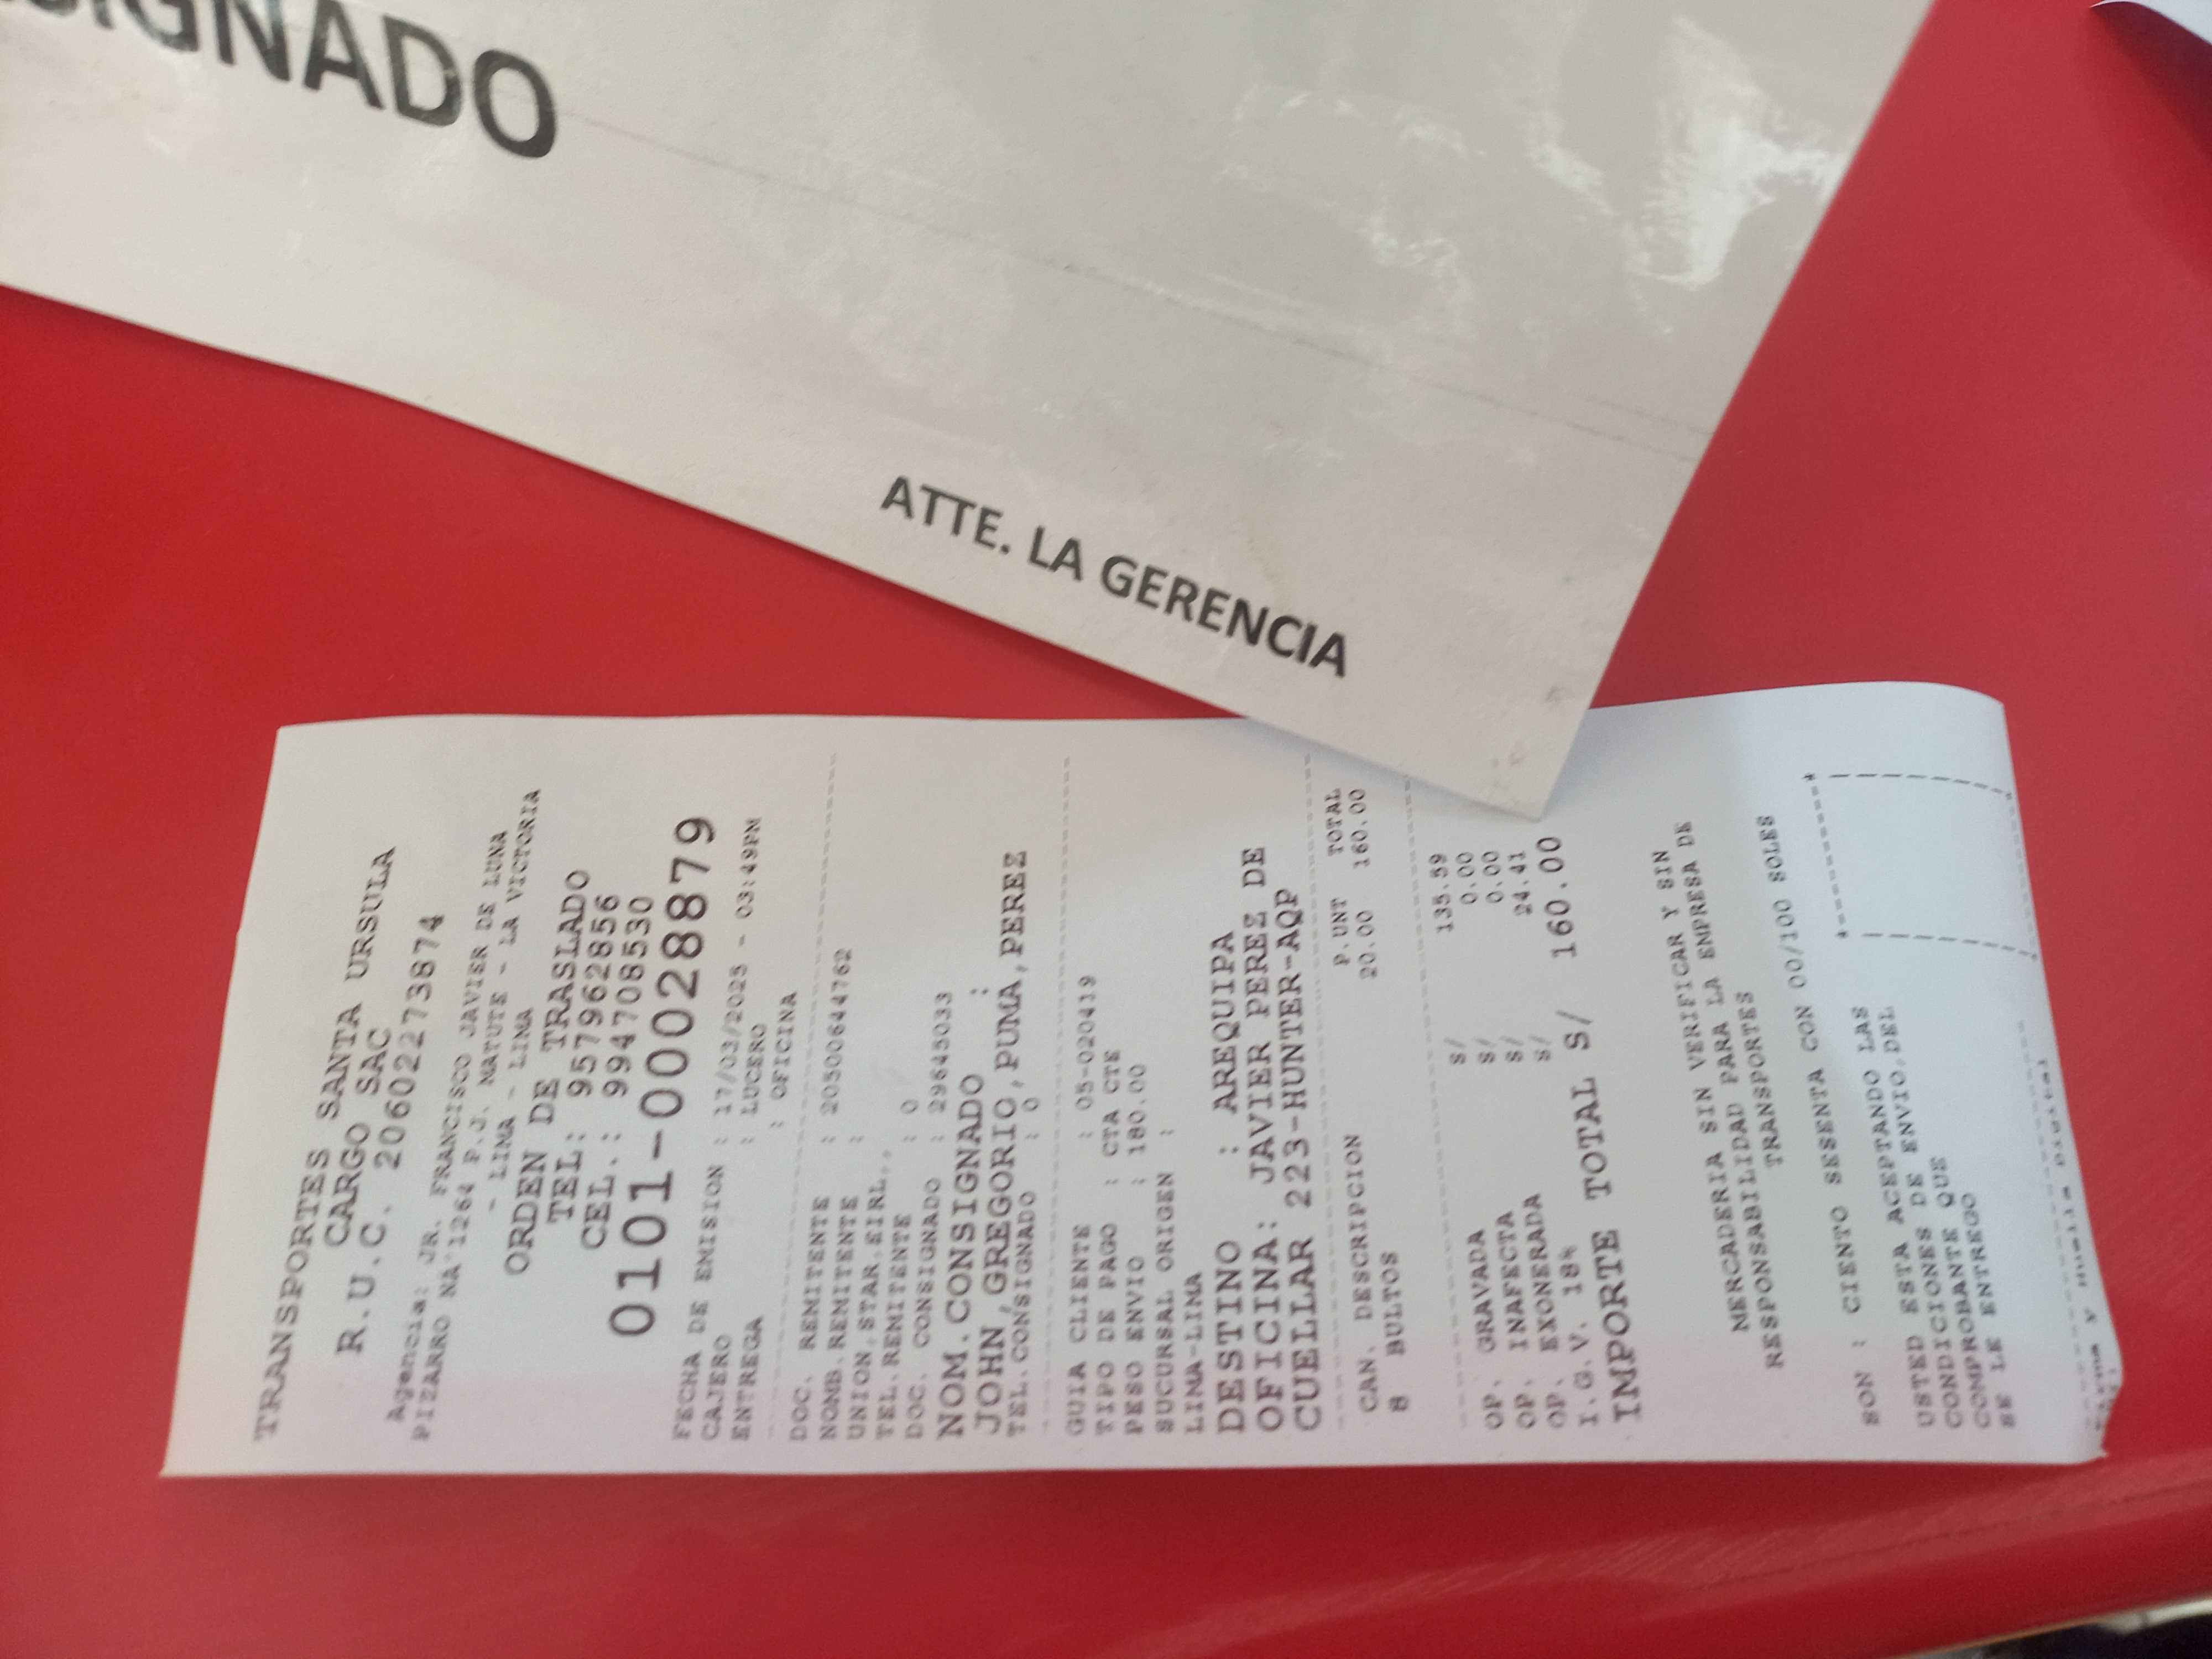 SIGNADO
ATTE. LA GERENCIA
TRANSPORTES SANTA URSULA
CARGO SAC
R.U.C. 20602273874
Agencia: JR. FRANCISCO JAVIER DE LUNA
PIZARRO NA°1264 P.J. MATUTE - LA VICTORIA
- LIMA - LIMA
ORDEN DE TRASLADO
TEL: 957962856
CEL.: 994708530
0101-00028879
FECHA DE EMISION : 17/03/2025 - 03:49PM
CAJERO : LUCERO
ENTREGA : OFICINA
DOC. REMITENTE : 20500644762
NOMB.REMITENTE :
UNION,STAR,EIRL,,
TEL.REMITENTE : 0
DOC. CONSIGNADO : 29645033
NOM.CONSIGNADO :
JOHN,GREGORIO,PUMA,PEREZ
TEL.CONSIGNADO : 0
GUIA CLIENTE : 05-020419
TIPO DE PAGO : CTA CTE
PESO ENVIO : 180.00
SUCURSAL ORIGEN :
LIMA-LIMA
DESTINO : AREQUIPA
OFICINA: JAVIER PEREZ DE
CUELLAR 223-HUNTER-AQP
CAN. DESCRIPCION P.UNT TOTAL
8 BULTOS 20.00 160.00
OP. GRAVADA S/ 135.59
OP. INAFECTA S/ 0.00
OP. EXONERADA S/ 0.00
I.G.V. 18% S/ 24.41
IMPORTE TOTAL S/ 160.00
MERCADERIA SIN VERIFICAR Y SIN
RESPONSABILIDAD PARA LA EMPRESA DE
TRANSPORTES
SON : CIENTO SESENTA CON 00/100 SOLES
USTED ESTA ACEPTANDO LAS
CONDICIONES DE ENVIO,DEL
COMPROBANTE QUE
SE LE ENTREGO